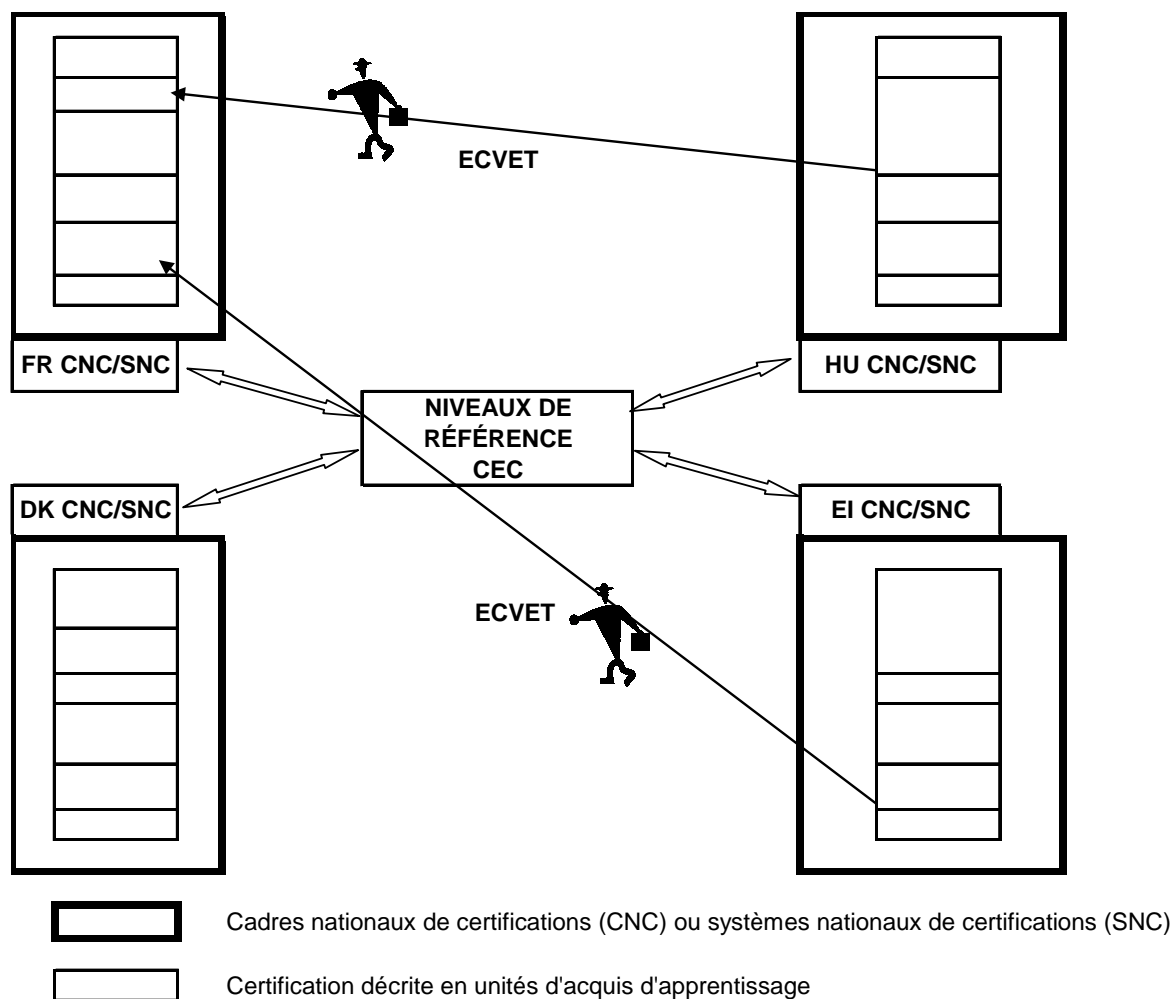 ECVET
FR CNC/SNC
HU CNC/SNC
NIVEAUX DE
RÉFÉRENCE
CEC
DK CNC/SNC
EI CNC/SNC
ECVET
Cadres nationaux de certifications (CNC) ou systèmes nationaux de certifications (SNC)
Certification décrite en unités d'acquis d'apprentissage